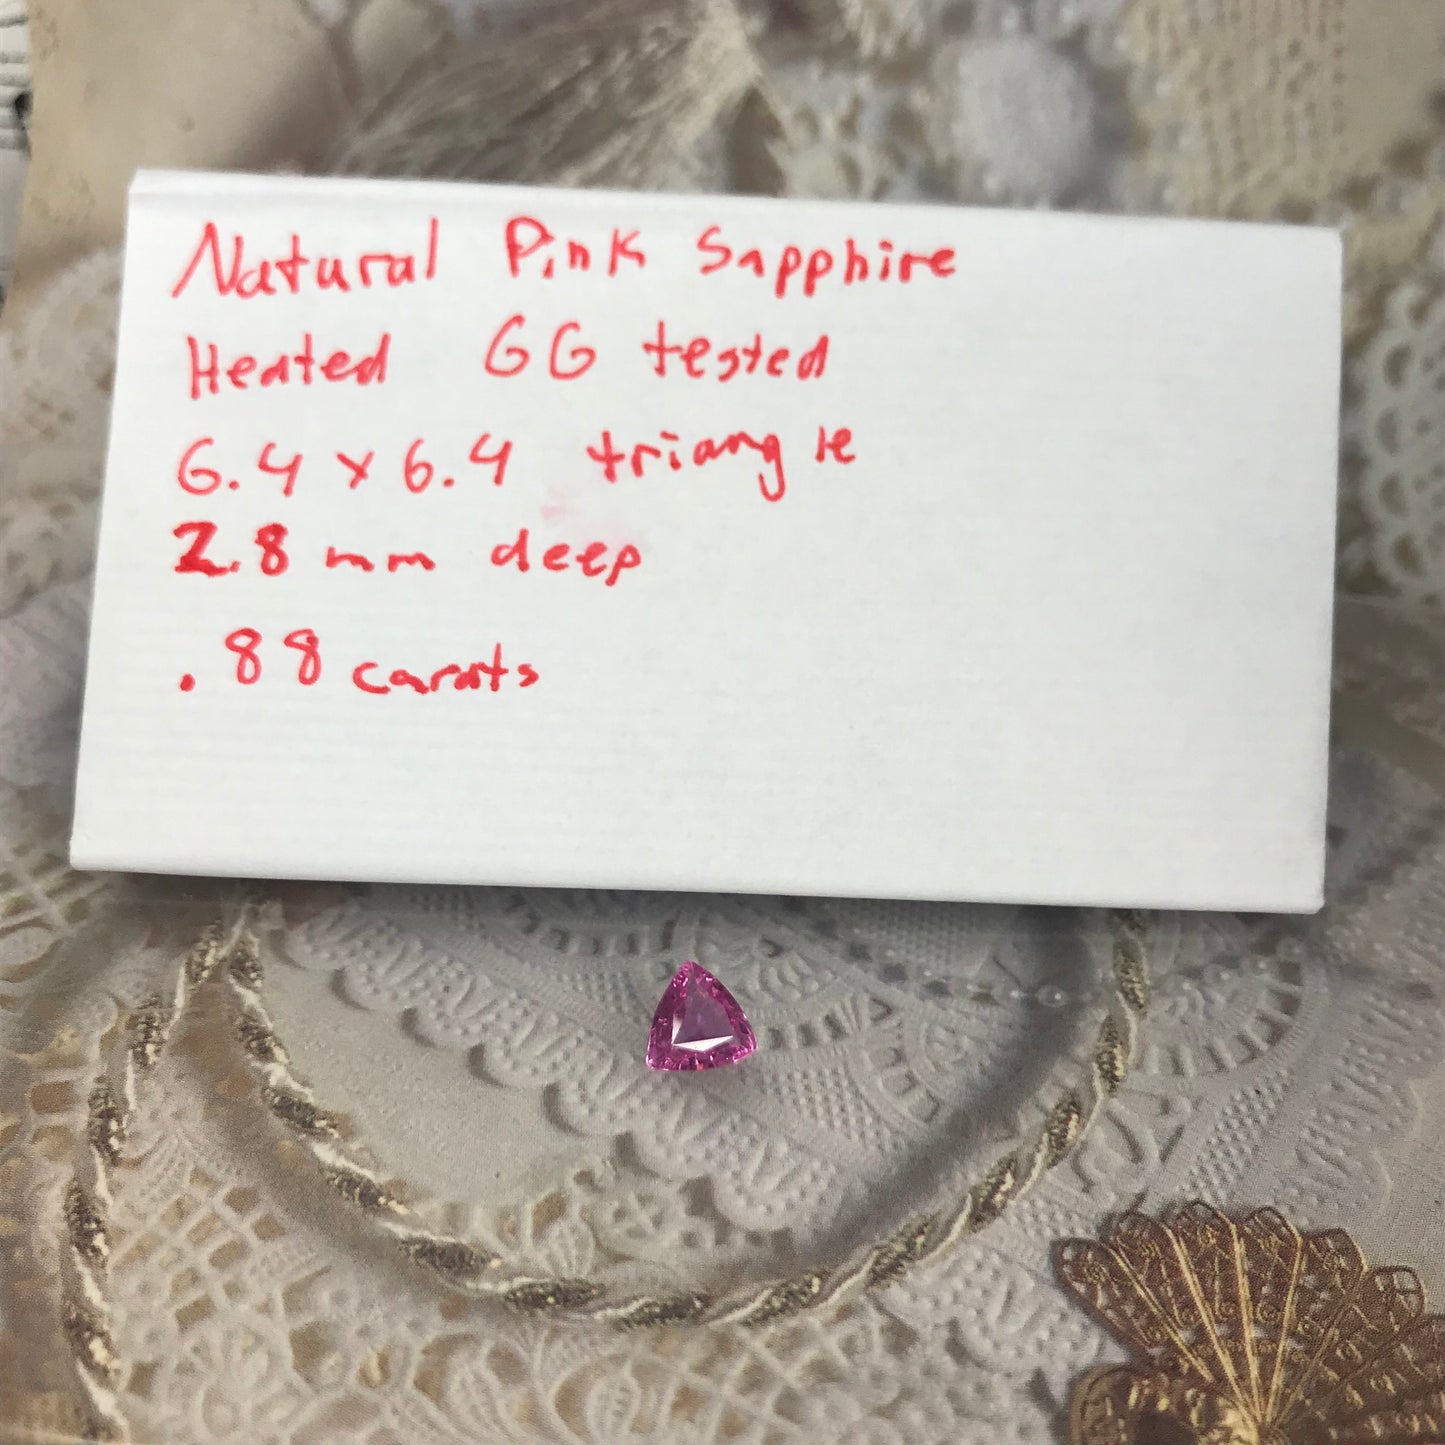 Natural Pink Sapphire
Heated GG tested
6.4 x 6.4 triangle
2.8 mm deep
.88 carats